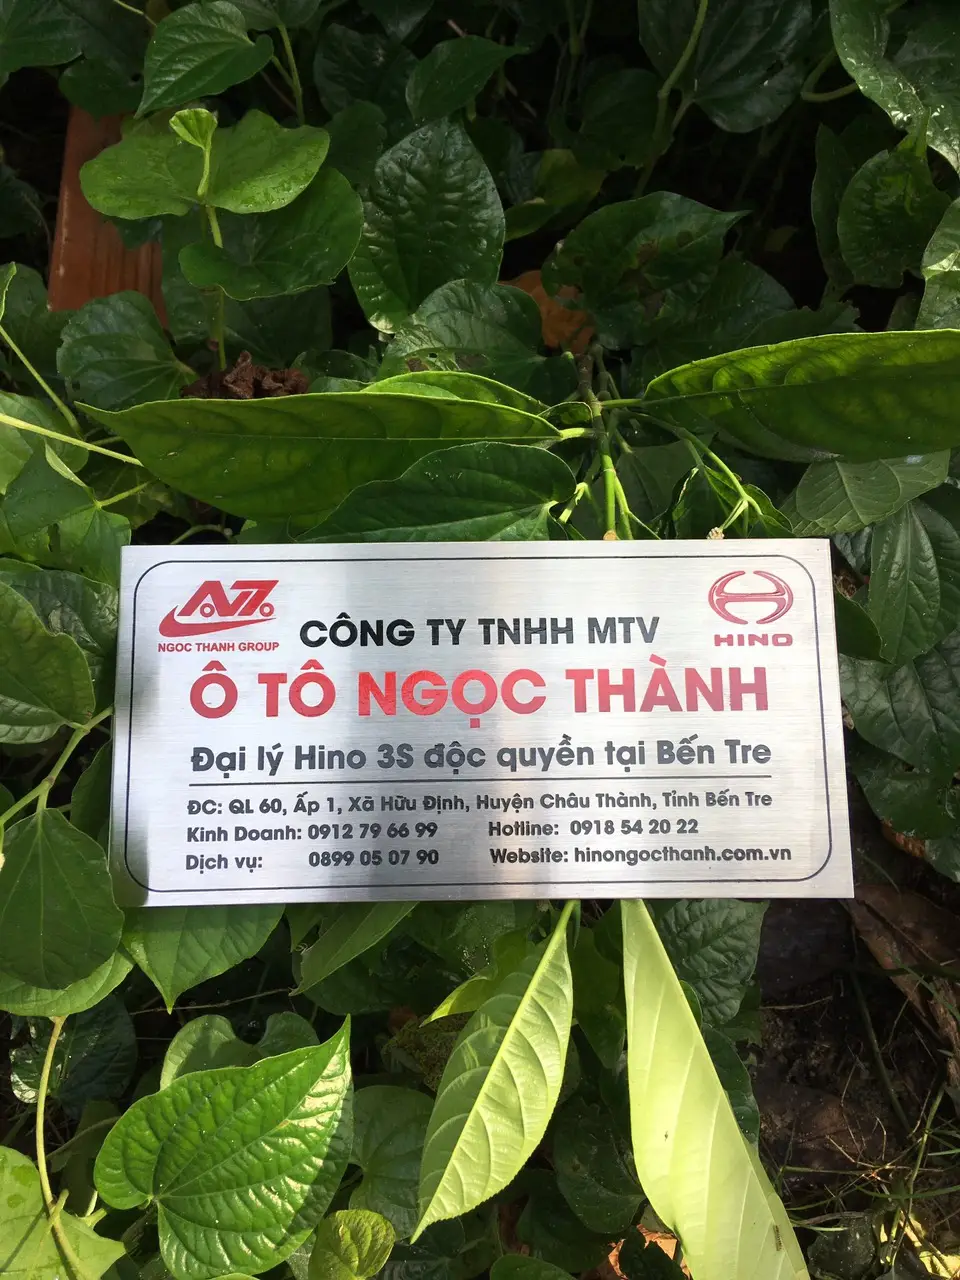 NGOC THANH GROUP
HINO
CÔNG TY TNHH MTV
Ô TÔ NGỌC THÀNH
Đại lý Hino 3S độc quyền tại Bến Tre
ĐC: QL 60, Ấp 1, Xã Hữu Định, Huyện Châu Thành, Tỉnh Bến Tre
Kinh Doanh: 0912 79 66 99 Hotline: 0918 54 20 22
Dịch vụ: 0899 05 07 90 Website: hinongocthanh.com.vn